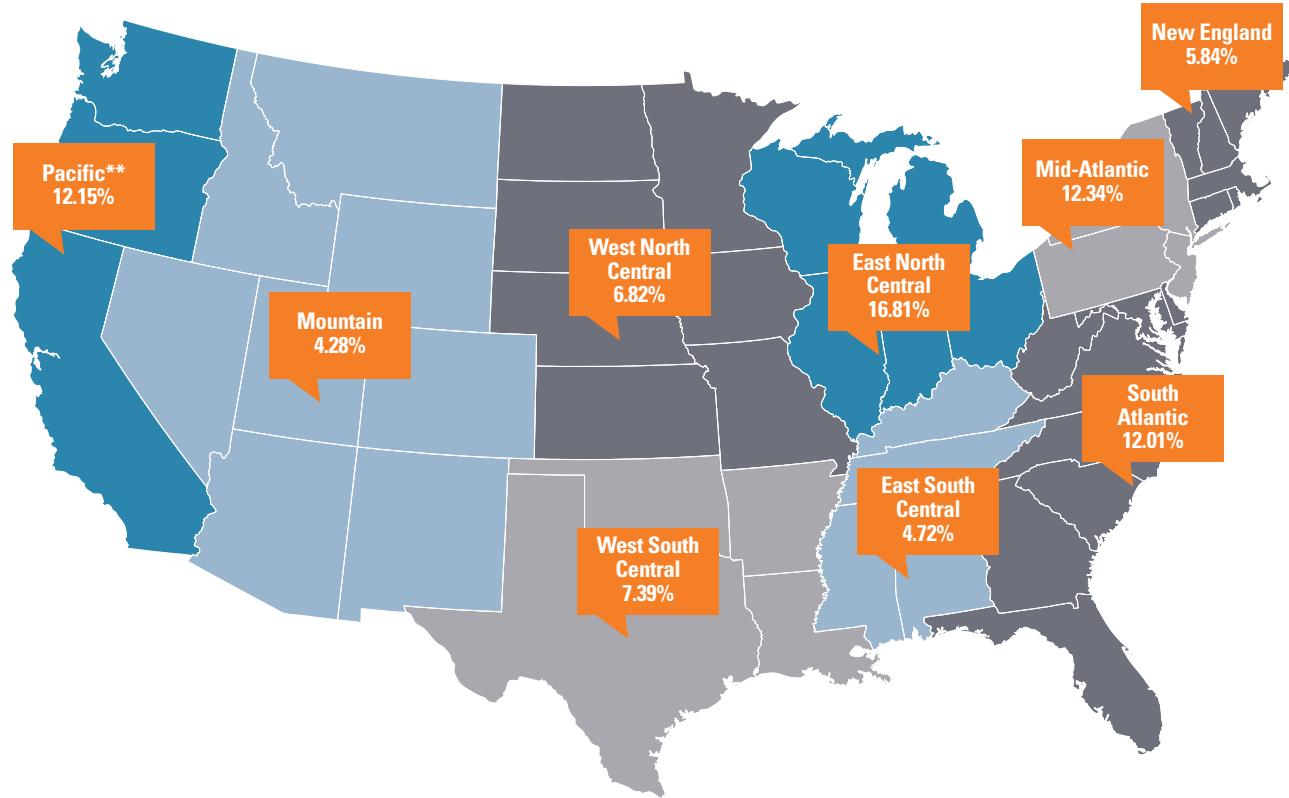 New England
5.84%
Pacific**
12.15%
Mid-Atlantic
12.34%
West North
Central
6.82%
East North
Central
16.81%
Mountain
4.28%
South
Atlantic
12.01%
East South
Central
4.72%
West South
Central
7.39%